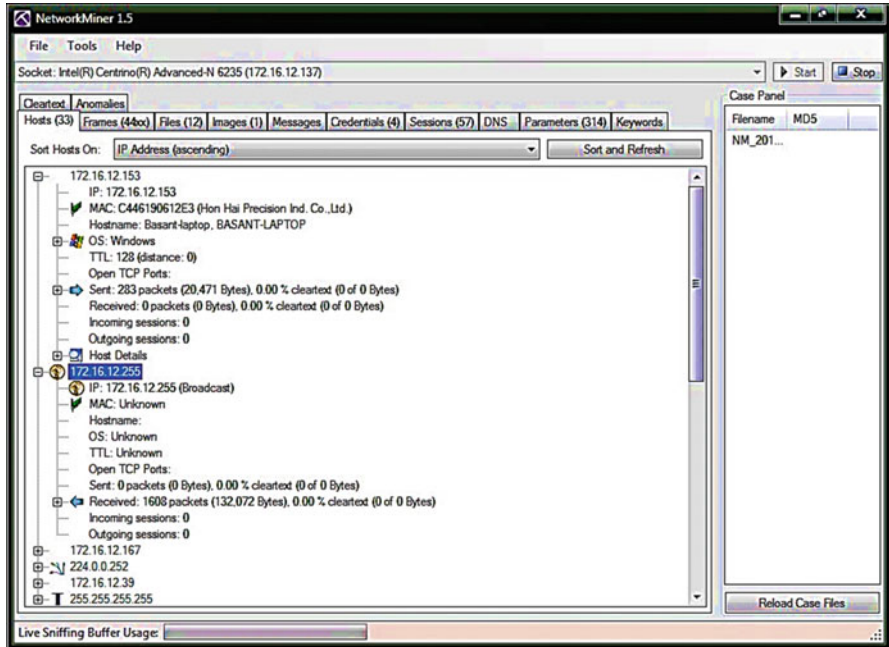 NetworkMiner 1.5
File Tools Help
Socket: Intel(R) Centrino(R) Advanced-N 6235 (172.16.12.137)
Start Stop
Cleartext Anomalies
Hosts (33) Frames (44xx) Files (12) Images (1) Messages Credentials (4) Sessions (57) DNS Parameters (314) Keywords
Sort Hosts On: IP Address (ascending) Sort and Refresh
172.16.12.153
IP: 172.16.12.153
MAC: C446190612E3 (Hon Hai Precision Ind. Co.,Ltd.)
Hostname: Basant-laptop, BASANT-LAPTOP
OS: Windows
TTL: 128 (distance: 0)
Open TCP Ports:
Sent: 283 packets (20,471 Bytes), 0.00 % cleartext (0 of 0 Bytes)
Received: 0 packets (0 Bytes), 0.00 % cleartext (0 of 0 Bytes)
Incoming sessions: 0
Outgoing sessions: 0
Host Details
172.16.12.255
IP: 172.16.12.255 (Broadcast)
MAC: Unknown
Hostname:
OS: Unknown
TTL: Unknown
Open TCP Ports:
Sent: 0 packets (0 Bytes), 0.00 % cleartext (0 of 0 Bytes)
Received: 1608 packets (132,072 Bytes), 0.00 % cleartext (0 of 0 Bytes)
Incoming sessions: 0
Outgoing sessions: 0
172.16.12.167
224.0.0.252
172.16.12.39
255.255.255.255
Case Panel
Filename MD5
NM_201...
Reload Case Files
Live Sniffing Buffer Usage: